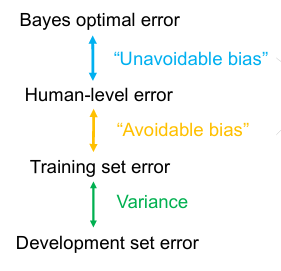 Bayes optimal error
“Unavoidable bias”
Human-level error
“Avoidable bias”
Training set error
Variance
Development set error